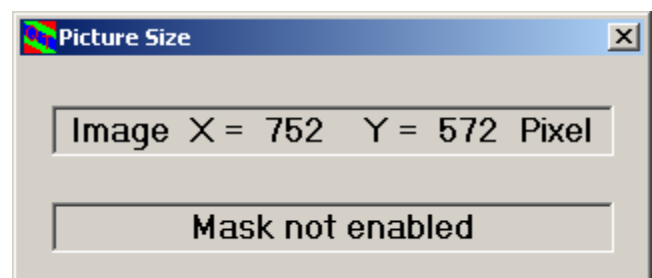 Picture Size
Image X = 752 Y = 572 Pixel
Mask not enabled